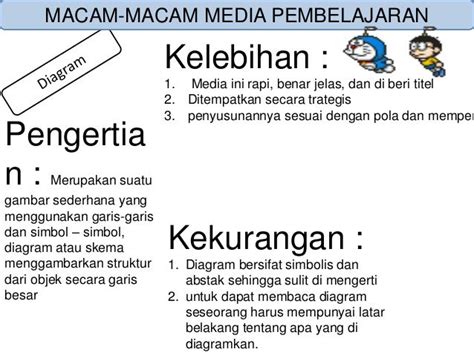 MACAM-MACAM MEDIA PEMBELAJARAN
Diagram
Pengertia
n : Merupakan suatu
gambar sederhana yang
menggunakan garis-garis
dan simbol – simbol,
diagram atau skema
menggambarkan struktur
dari objek secara garis
besar
Kelebihan :
1. Media ini rapi, benar jelas, dan di beri titel
2. Ditempatkan secara trategis
3. penyusunannya sesuai dengan pola dan memper
Kekurangan :
1. Diagram bersifat simbolis dan
abstak sehingga sulit di mengerti
2. untuk dapat membaca diagram
seseorang harus mempunyai latar
belakang tentang apa yang di
diagramkan.